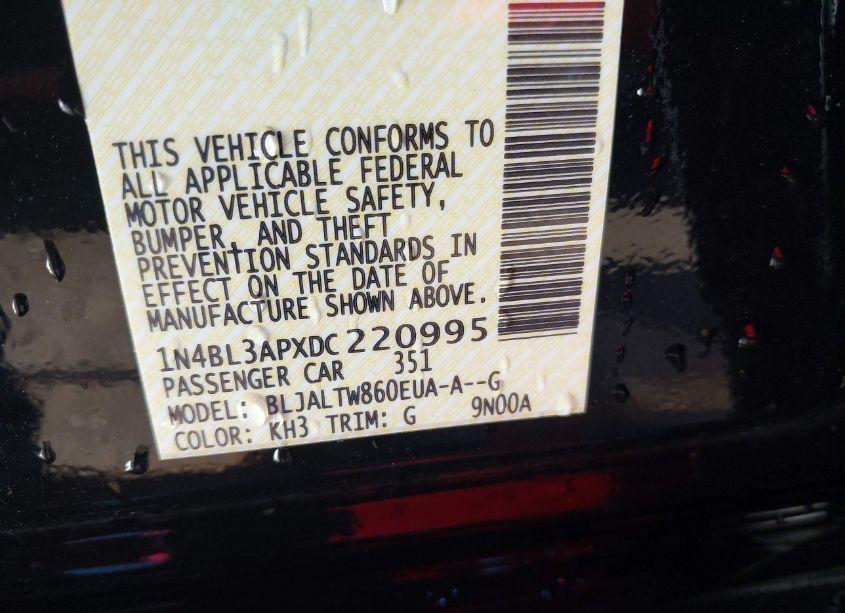 THIS VEHICLE CONFORMS TO
ALL APPLICABLE FEDERAL
MOTOR VEHICLE SAFETY,
BUMPER, AND THEFT
PREVENTION STANDARDS IN
EFFECT ON THE DATE OF
MANUFACTURE SHOWN ABOVE.
1N4BL3APXDC220995
PASSENGER CAR 351
MODEL: BLJALTW860EUA-A--G
COLOR: KH3 TRIM: G 9N00A